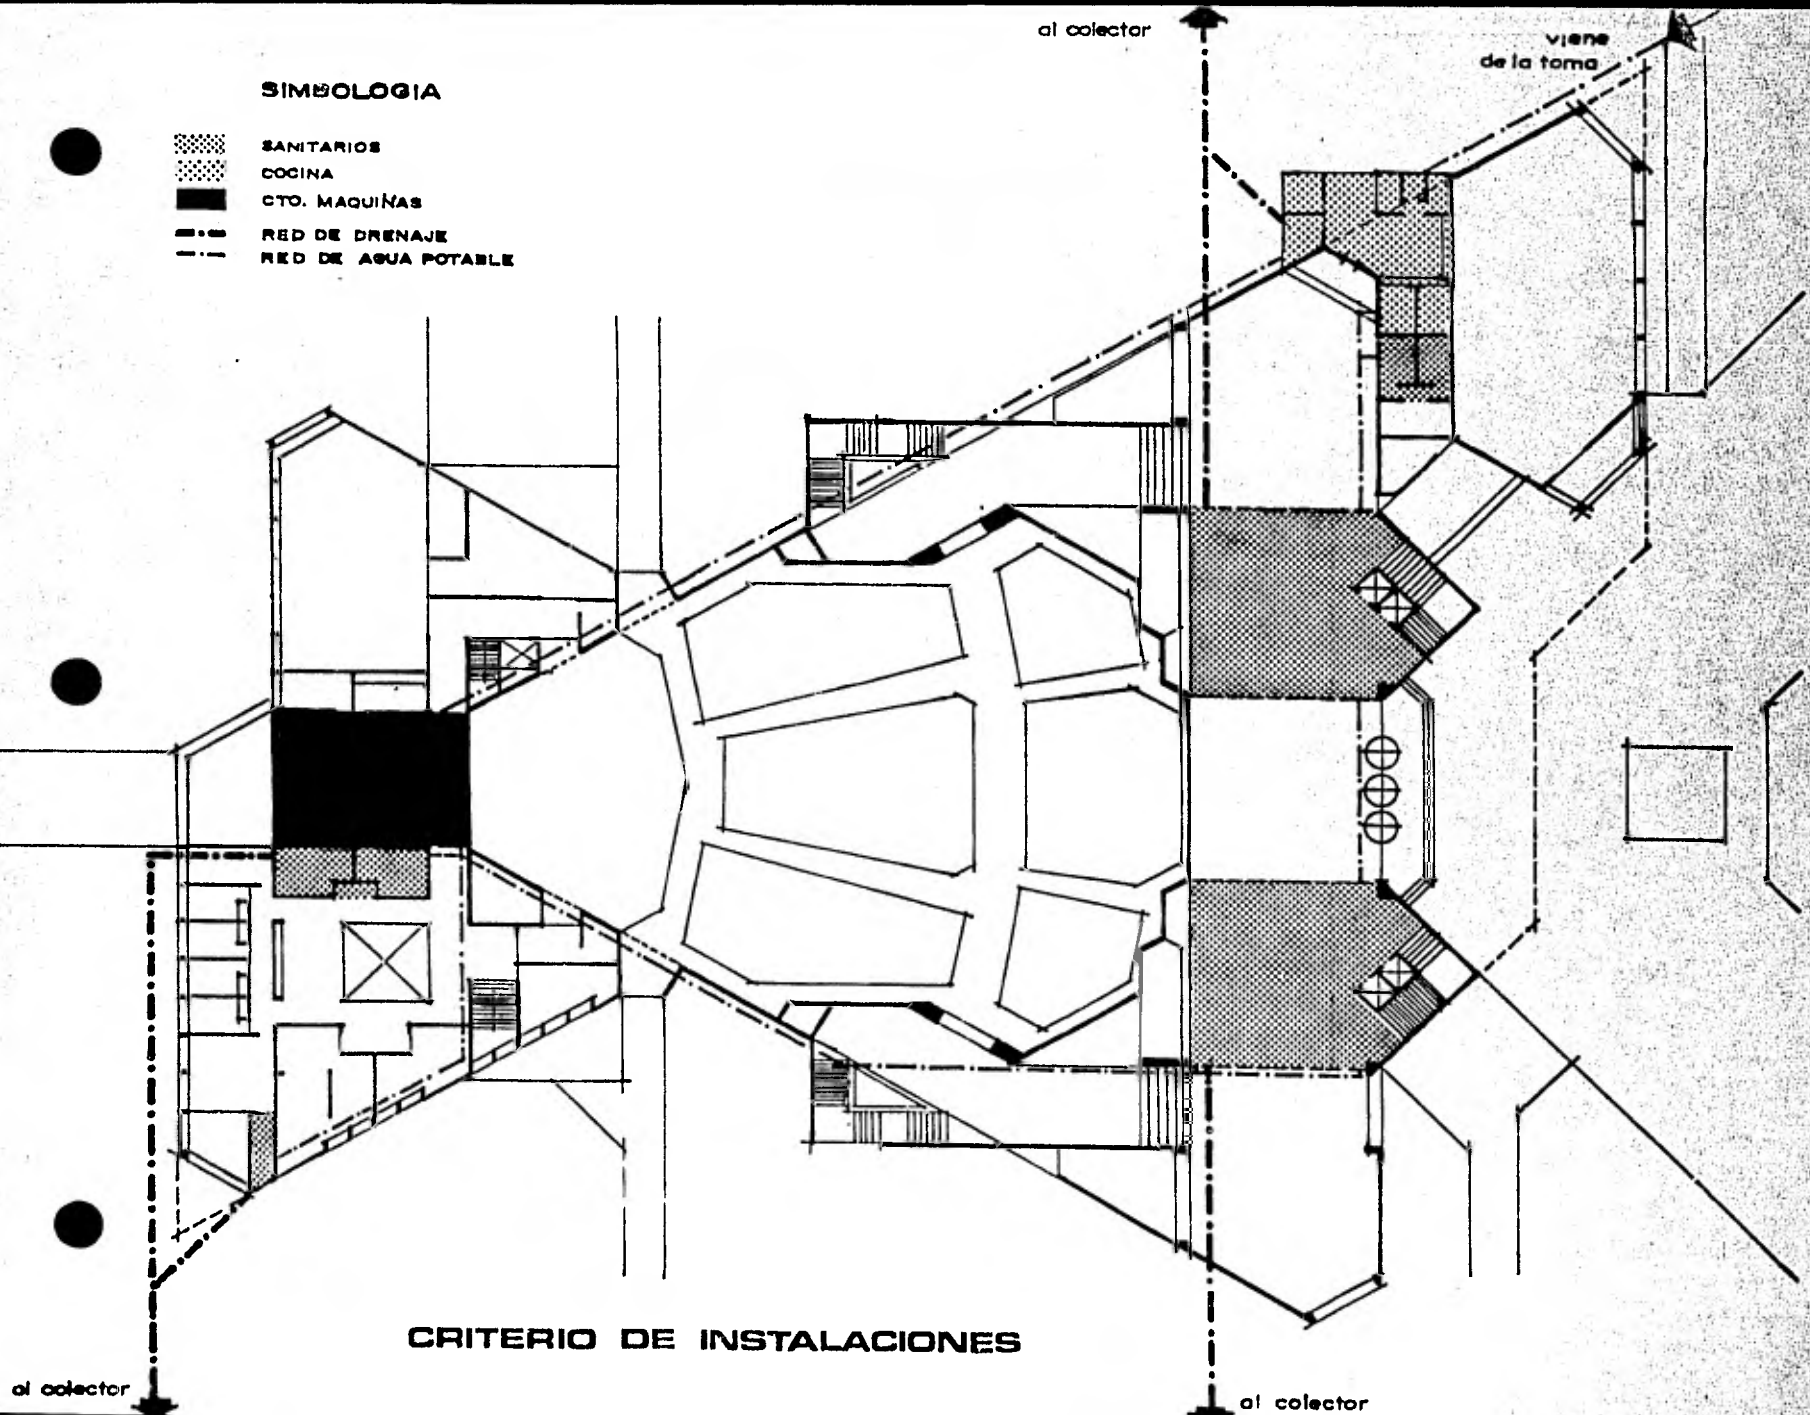 al colector
viene
de la toma
SIMBOLOGIA
SANITARIOS
COCINA
CTO. MAQUINAS
RED DE DRENAJE
RED DE AGUA POTABLE
CRITERIO DE INSTALACIONES
al colector
al colector